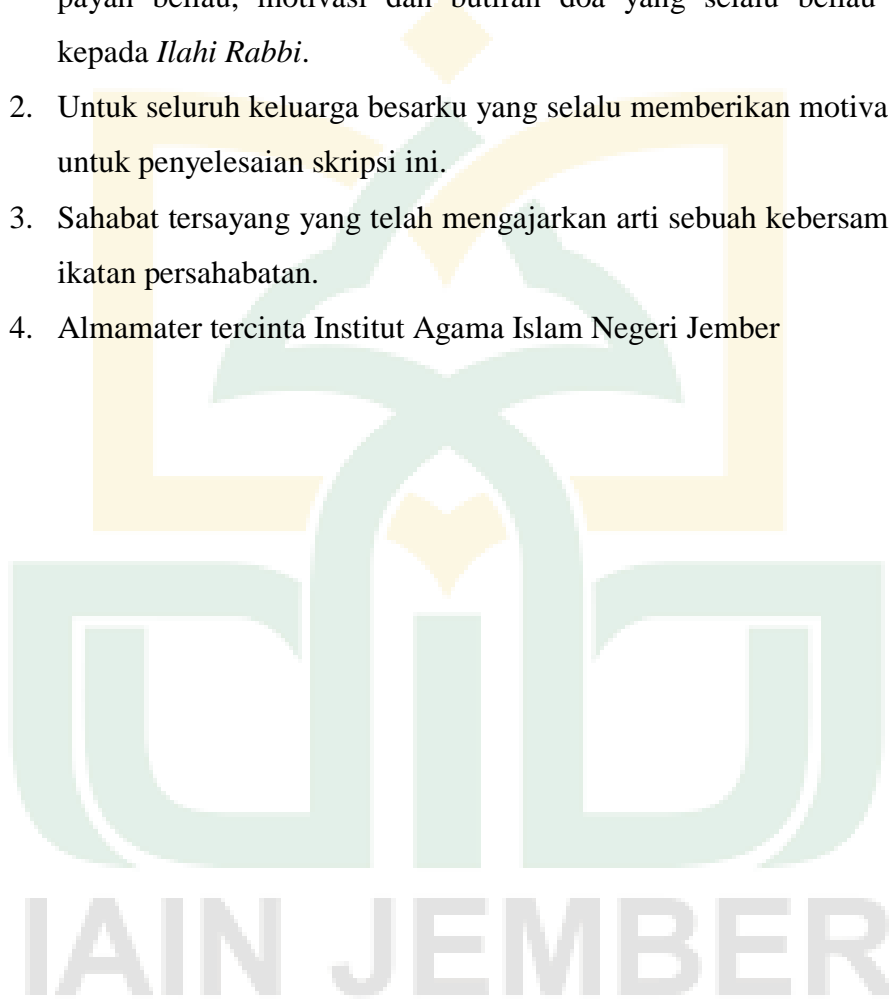 payah beliau, motivasi dan butiran doa yang selalu beliau
kepada Ilahi Rabbi.
2. Untuk seluruh keluarga besarku yang selalu memberikan motiva
untuk penyelesaian skripsi ini.
3. Sahabat tersayang yang telah mengajarkan arti sebuah kebersam
ikatan persahabatan.
4. Almamater tercinta Institut Agama Islam Negeri Jember
IAIN JEMBER